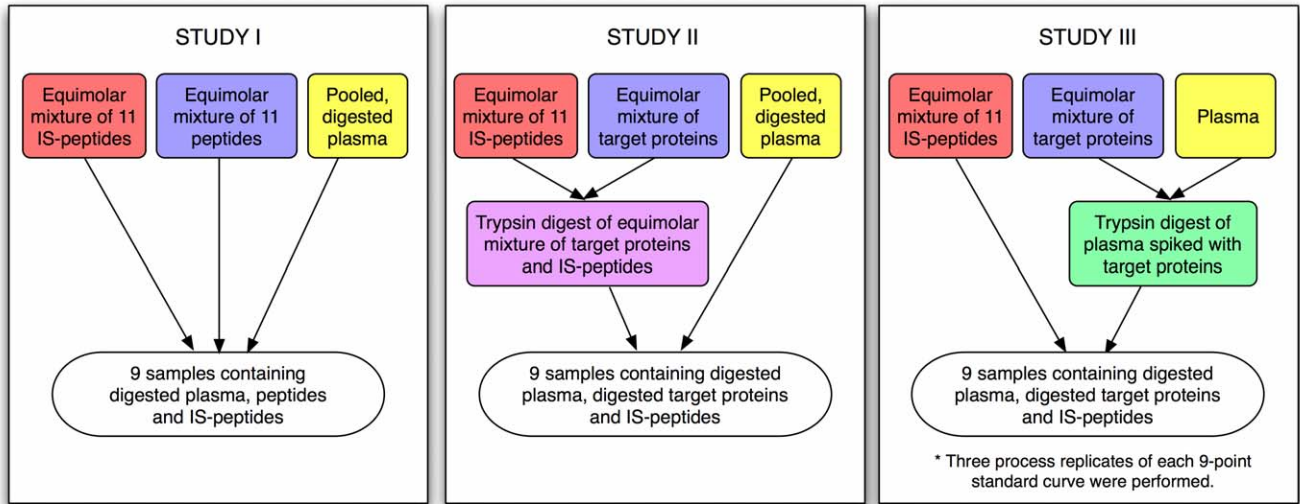 STUDY I
Equimolar
mixture of 11
IS-peptides
Equimolar
mixture of 11
peptides
Pooled,
digested
plasma
9 samples containing
digested plasma, peptides
and IS-peptides
STUDY II
Equimolar
mixture of 11
IS-peptides
Equimolar
mixture of
target proteins
Pooled,
digested
plasma
Trypsin digest of equimolar
mixture of target proteins
and IS-peptides
9 samples containing digested
plasma, digested target proteins
and IS-peptides
STUDY III
Equimolar
mixture of 11
IS-peptides
Equimolar
mixture of
target proteins
Plasma
Trypsin digest of
plasma spiked with
target proteins
9 samples containing digested
plasma, digested target proteins
and IS-peptides
* Three process replicates of each 9-point
standard curve were performed.